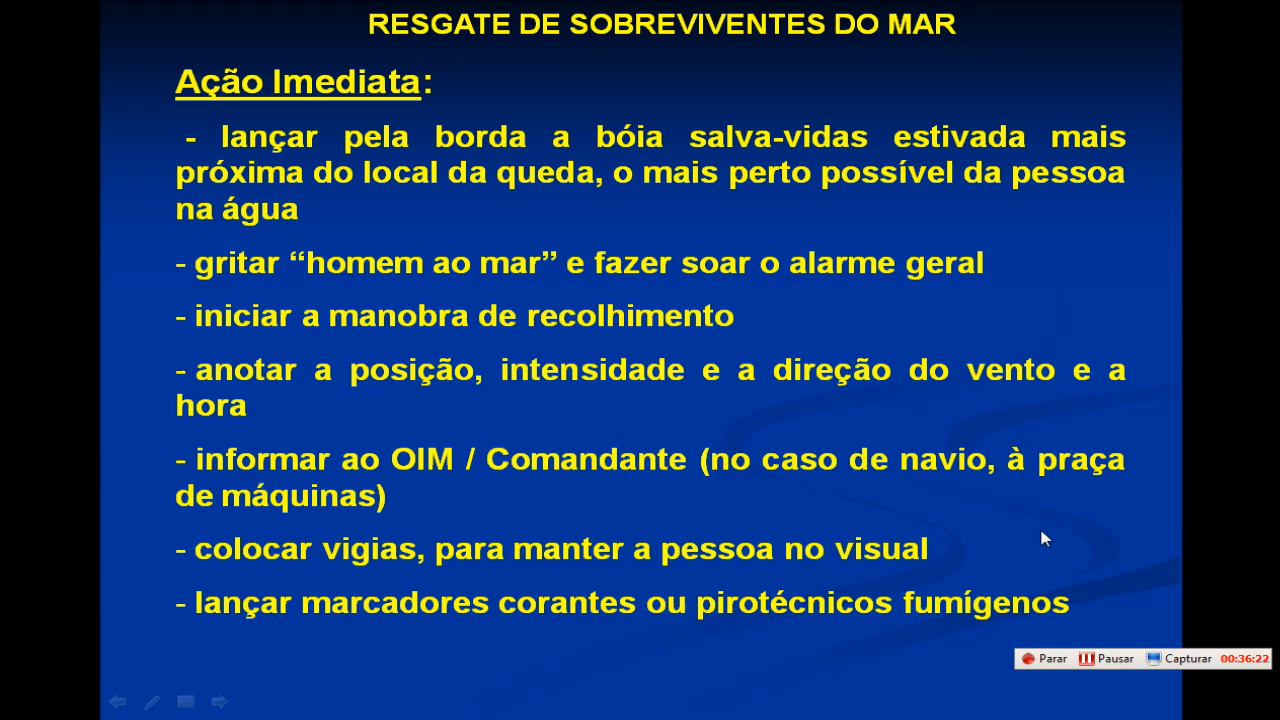 RESGATE DE SOBREVIVENTES DO MAR
Ação Imediata:
- lançar pela borda a bóia salva-vidas estivada mais
próxima do local da queda, o mais perto possível da pessoa
na água
- gritar “homem ao mar” e fazer soar o alarme geral
- iniciar a manobra de recolhimento
- anotar a posição, intensidade e a direção do vento e a
hora
- informar ao OIM / Comandante (no caso de navio, à praça
de máquinas)
- colocar vigias, para manter a pessoa no visual
- lançar marcadores corantes ou pirotécnicos fumígenos
Parar Pausar Capturar 00:36:22